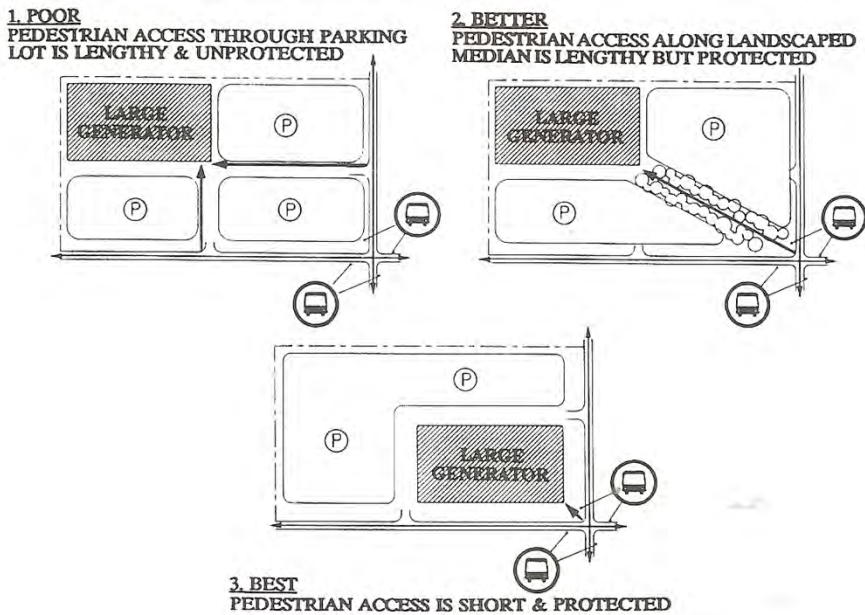 1. POOR
PEDESTRIAN ACCESS THROUGH PARKING
LOT IS LENGTHY & UNPROTECTED
LARGE
GENERATOR
P
P
P
2. BETTER
PEDESTRIAN ACCESS ALONG LANDSCAPED
MEDIAN IS LENGTHY BUT PROTECTED
LARGE
GENERATOR
P
P
P
P
LARGE
GENERATOR
3. BEST
PEDESTRIAN ACCESS IS SHORT & PROTECTED